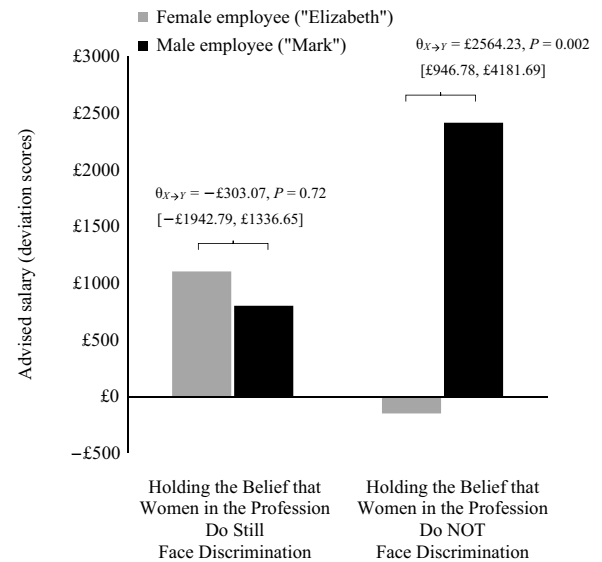 Female employee ("Elizabeth")
Male employee ("Mark")
θX→Y = £2564.23, P = 0.002
[£946.78, £4181.69]
θX→Y = −£303.07, P = 0.72
[−£1942.79, £1336.65]
Advised salary (deviation scores)
£3000
£2500
£2000
£1500
£1000
£500
£0
−£500
Holding the Belief that
Women in the Profession
Do Still
Face Discrimination
Holding the Belief that
Women in the Profession
Do NOT
Face Discrimination